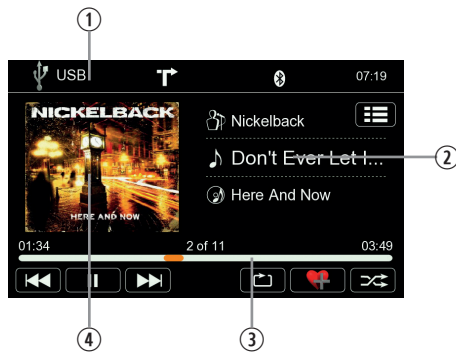 1
USB
07:19
NICKELBACK
HERE AND NOW
Nickelback
Don't Ever Let I...
2
Here And Now
01:34
2 of 11
03:49
4
3